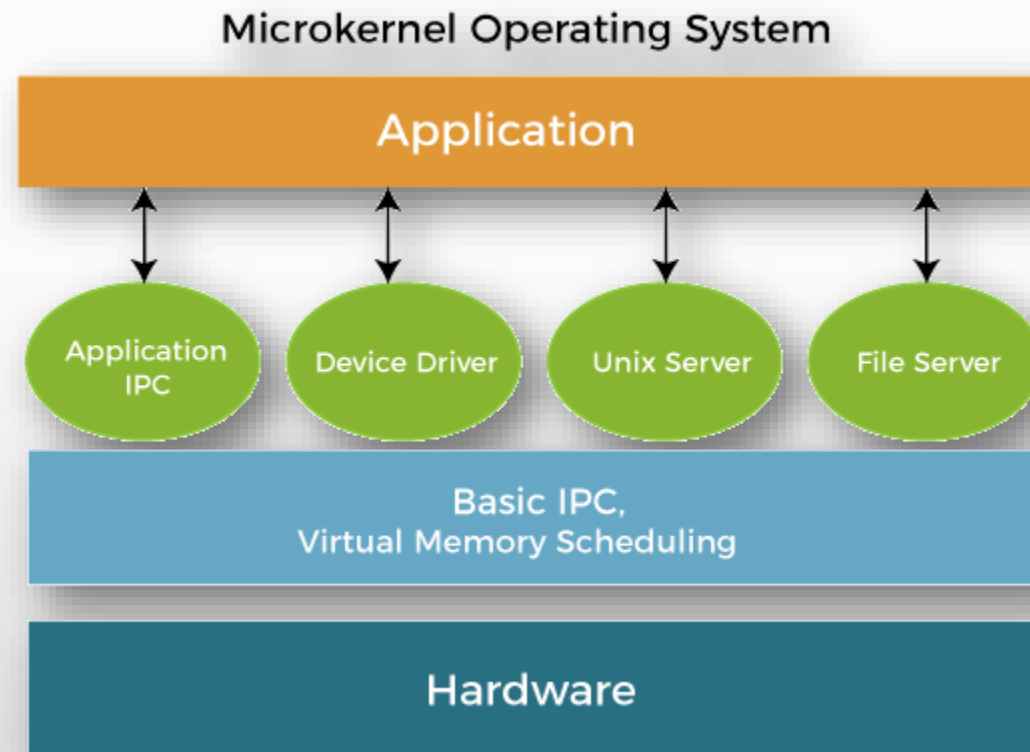 Microkernel Operating System
Application
Application
IPC
Device Driver
Unix Server
File Server
Basic IPC,
Virtual Memory Scheduling
Hardware